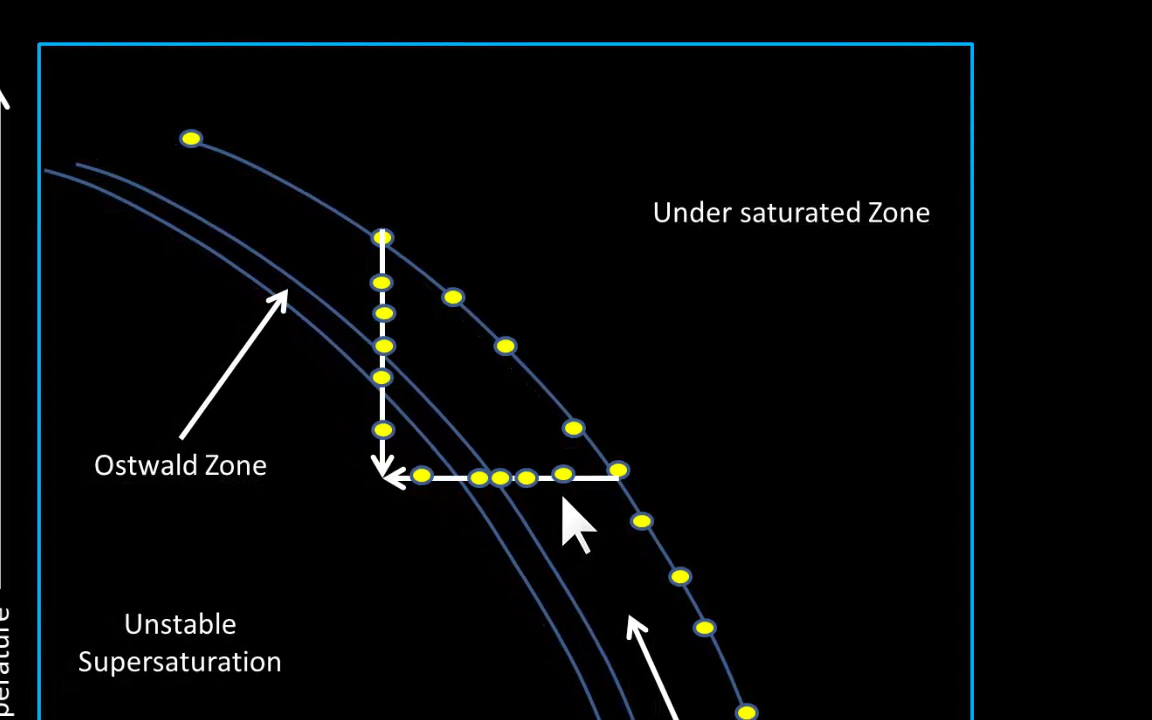 Under saturated Zone
Ostwald Zone
Unstable
Supersaturation